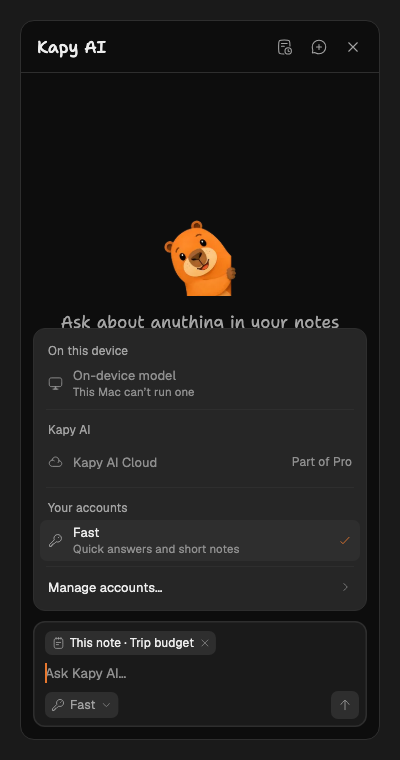 Kapy AI
Ask about anything in your notes
On this device
On-device model
This Mac can't run one
Kapy AI
Kapy AI Cloud
Part of Pro
Your accounts
Fast
Quick answers and short notes
Manage accounts...
This note · Trip budget
Ask Kapy AI...
Fast